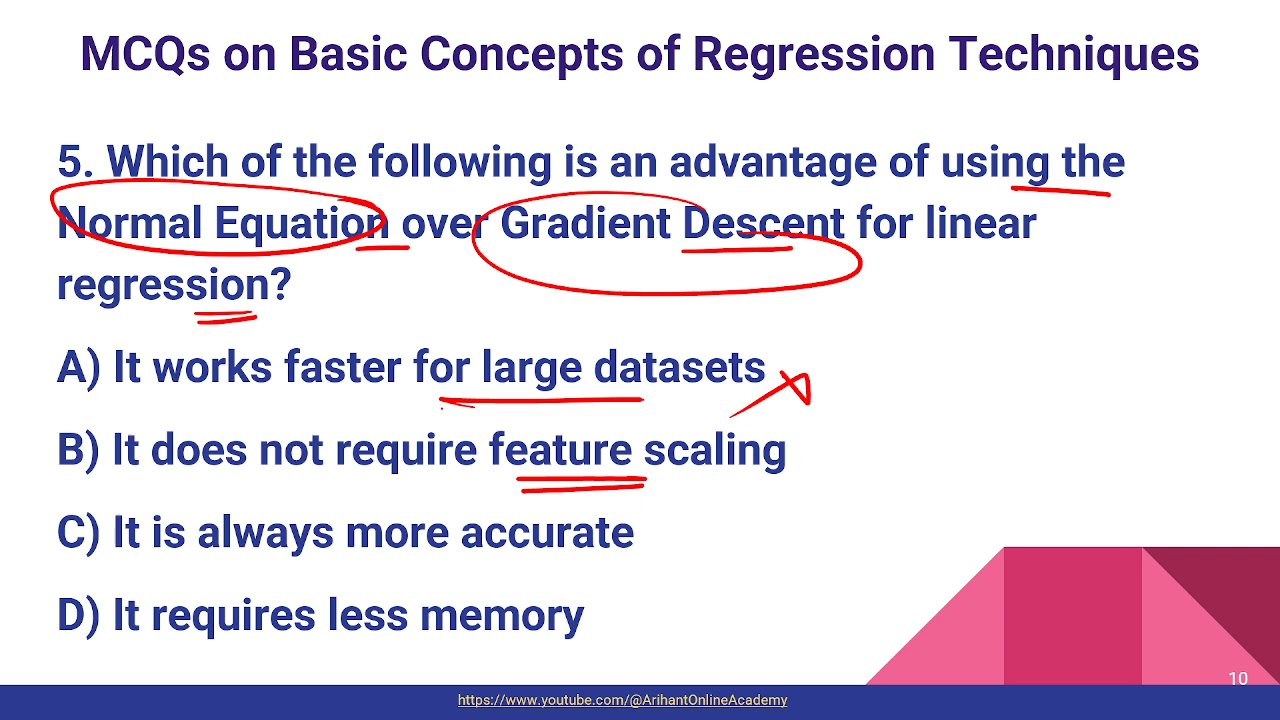 MCQs on Basic Concepts of Regression Techniques
5. Which of the following is an advantage of using the
Normal Equation over Gradient Descent for linear
regression?
A) It works faster for large datasets
B) It does not require feature scaling
C) It is always more accurate
D) It requires less memory
10
https://www.youtube.com/@ArihantOnlineAcademy